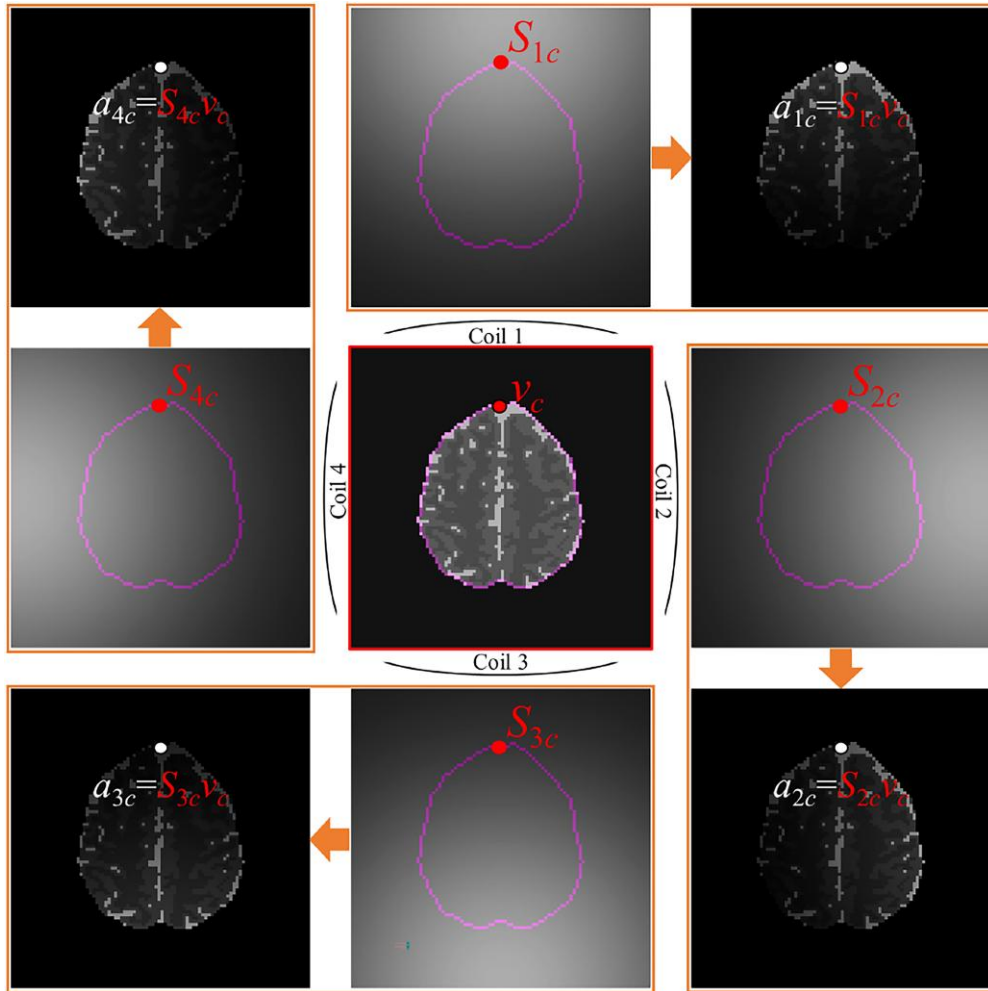 S1c
a4c=S4cvc
a1c=S1cvc
Coil 1
S4c
vc
S2c
Coil 4
Coil 2
Coil 3
S3c
a3c=S3cvc
a2c=S2cvc